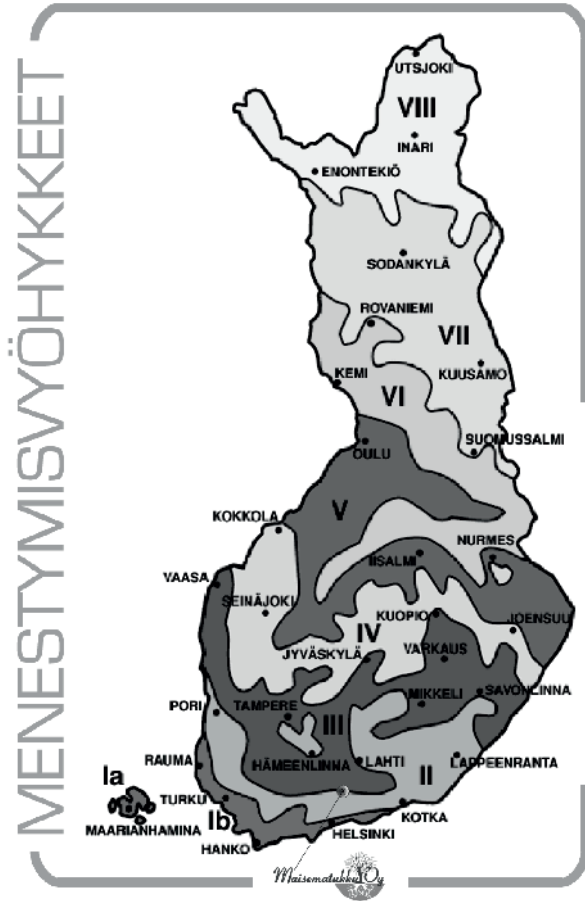 MENESTYMISVYÖHYKKEET
UTSJOKI
VIII
INARI
ENONTEKIÖ
SODANKYLÄ
ROVANIEMI
VII
KEMI
KUUSAMO
VI
SUOMUSSALMI
OULU
V
KOKKOLA
NURMES
IISALMI
VAASA
SEINÄJOKI
KUOPIO
JOENSUU
IV
JYVÄSKYLÄ
VARKAUS
MIKKELI
SAVONLINNA
PORI
TAMPERE
III
RAUMA
HÄMEENLINNA
LAHTI
II
LAPPEENRANTA
Ia
TURKU
Ib
KOTKA
MAARIANHAMINA
HELSINKI
HANKO
Maisematukku Oy